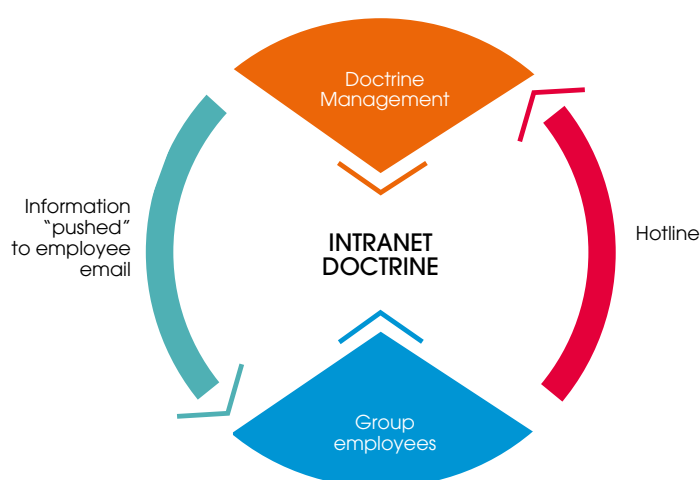 Doctrine
Management
Information
“pushed”
to employee
email
INTRANET
DOCTRINE
Hotline
Group
employees